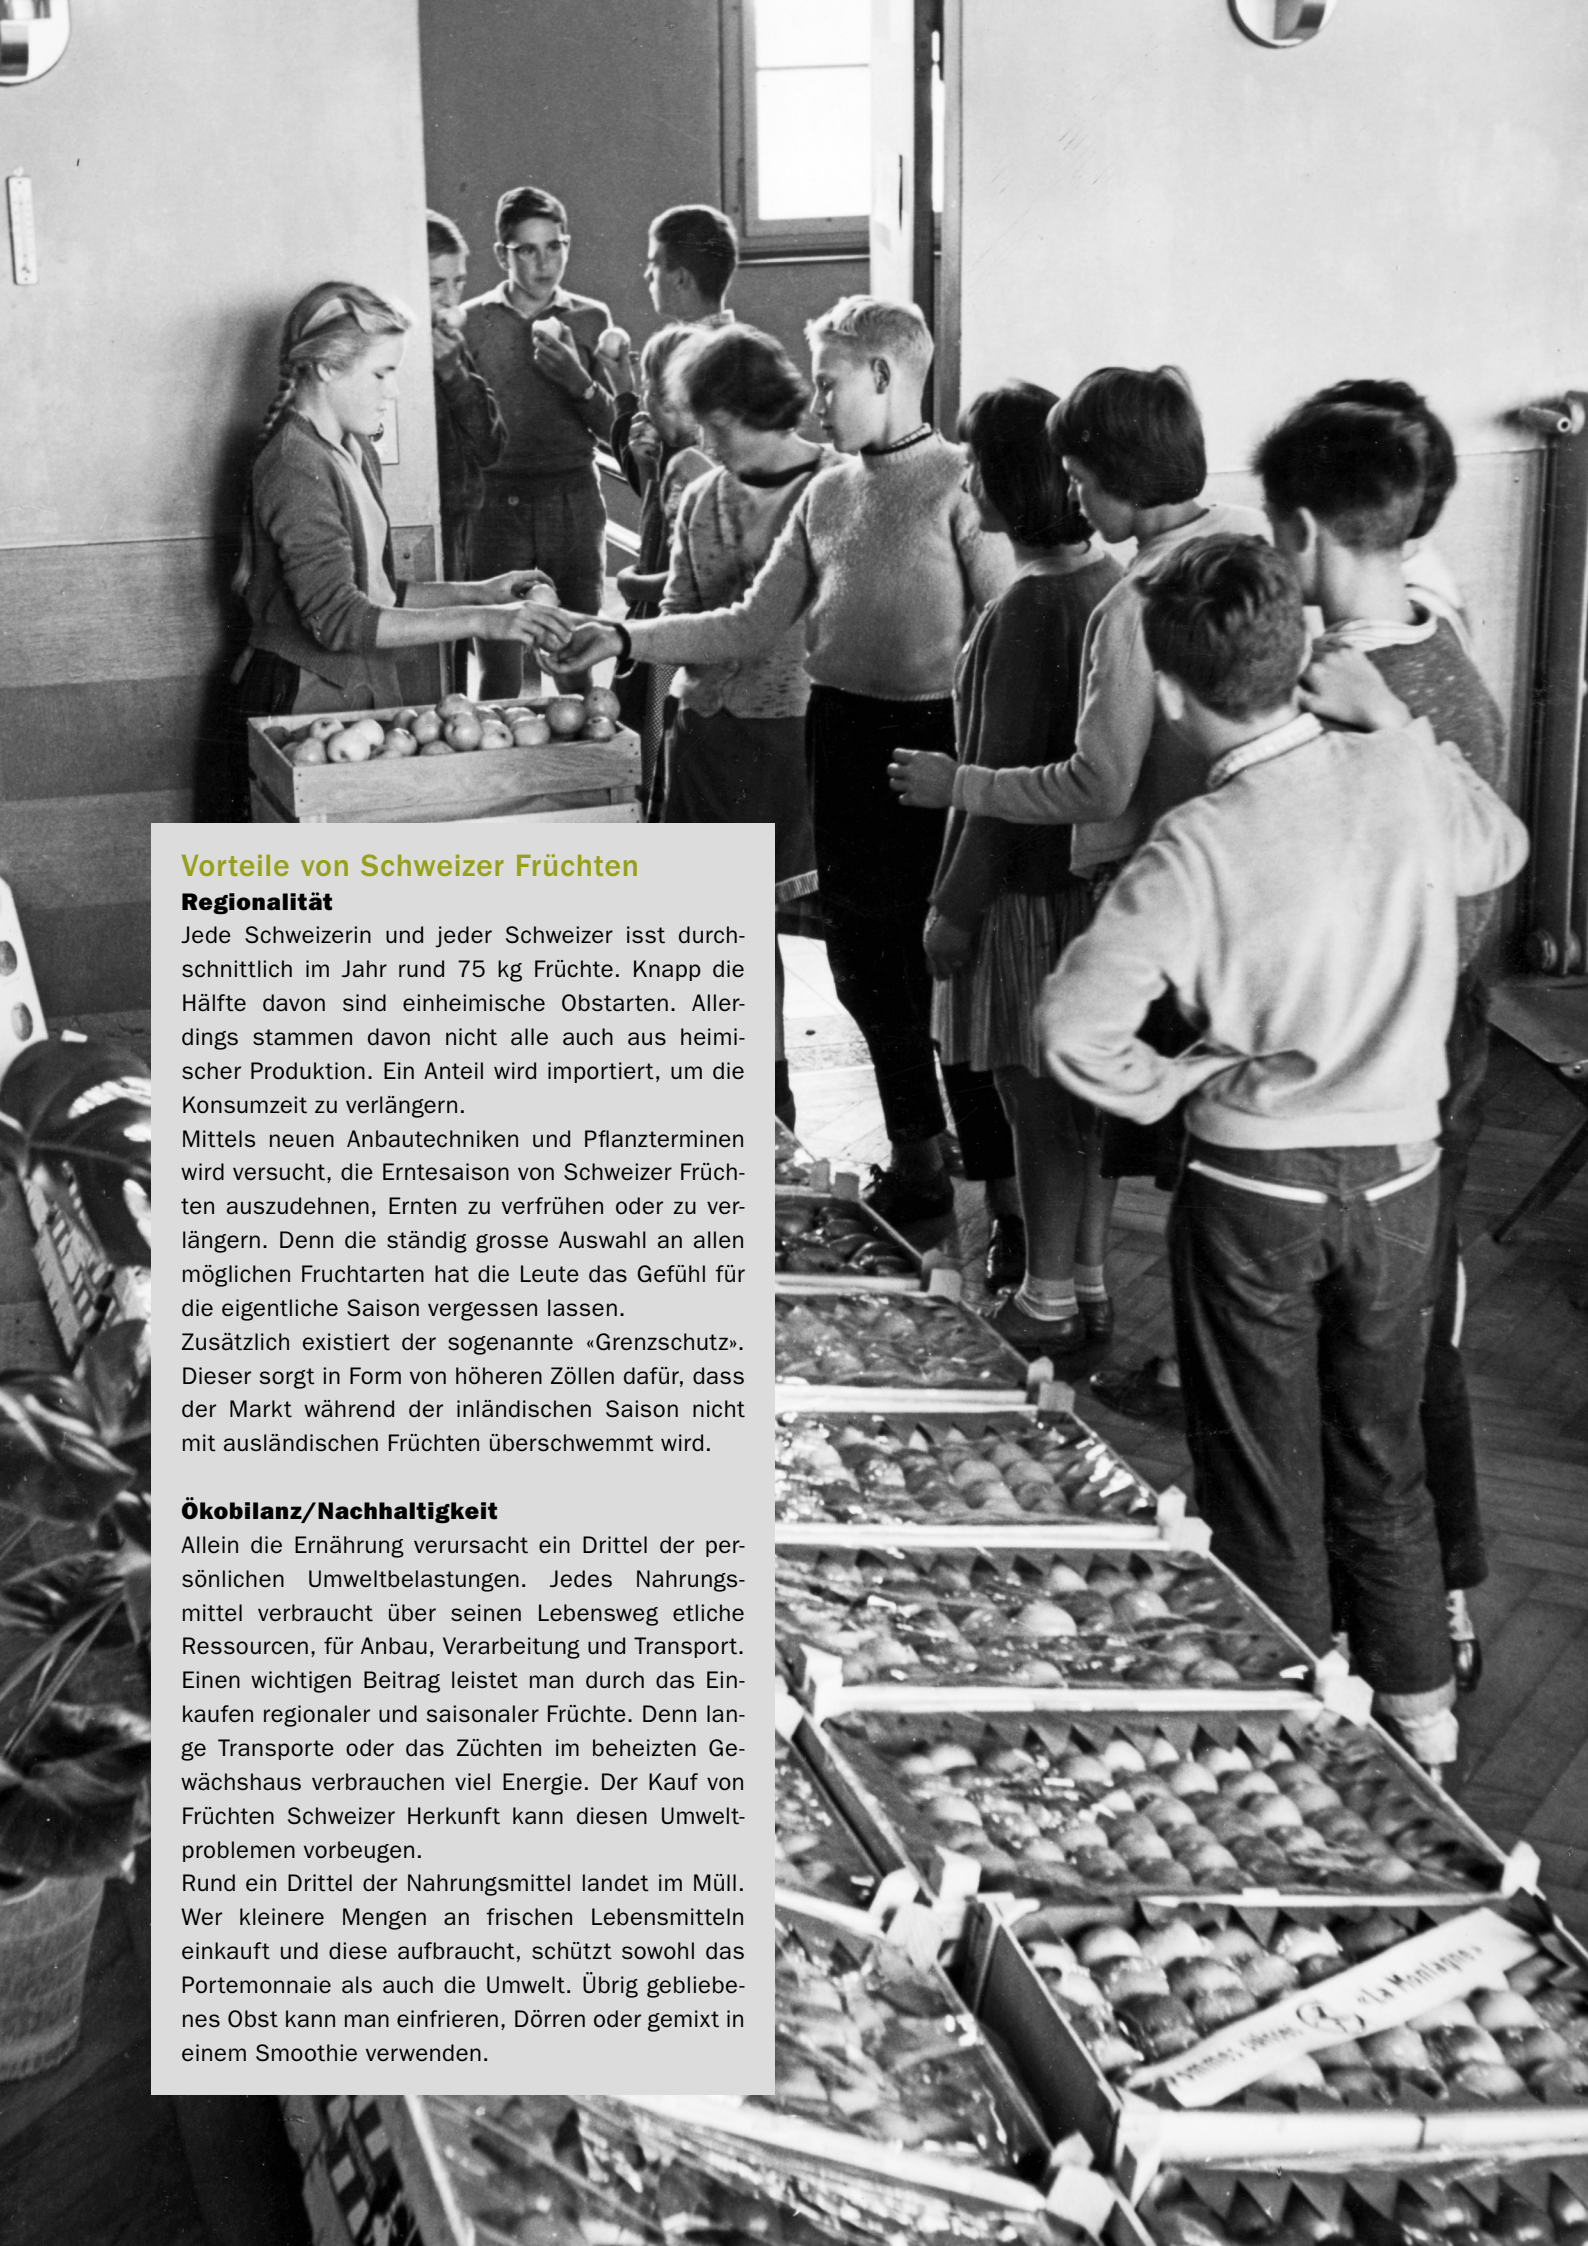 Vorteile von Schweizer Früchten
Regionalität
Jede Schweizerin und jeder Schweizer isst durch-
schnittlich im Jahr rund 75 kg Früchte. Knapp die
Hälfte davon sind einheimische Obstarten. Aller-
dings stammen davon nicht alle auch aus heimi-
scher Produktion. Ein Anteil wird importiert, um die
Konsumzeit zu verlängern.
Mittels neuen Anbautechniken und Pflanzterminen
wird versucht, die Erntesaison von Schweizer Früch-
ten auszudehnen, Ernten zu verfrühen oder zu ver-
längern. Denn die ständig grosse Auswahl an allen
möglichen Fruchtarten hat die Leute das Gefühl für
die eigentliche Saison vergessen lassen.
Zusätzlich existiert der sogenannte «Grenzschutz».
Dieser sorgt in Form von höheren Zöllen dafür, dass
der Markt während der inländischen Saison nicht
mit ausländischen Früchten überschwemmt wird.
Ökobilanz/Nachhaltigkeit
Allein die Ernährung verursacht ein Drittel der per-
sönlichen Umweltbelastungen. Jedes Nahrungs-
mittel verbraucht über seinen Lebensweg etliche
Ressourcen, für Anbau, Verarbeitung und Transport.
Einen wichtigen Beitrag leistet man durch das Ein-
kaufen regionaler und saisonaler Früchte. Denn lan-
ge Transporte oder das Züchten im beheizten Ge-
wächshaus verbrauchen viel Energie. Der Kauf von
Früchten Schweizer Herkunft kann diesen Umwelt-
problemen vorbeugen.
Rund ein Drittel der Nahrungsmittel landet im Müll.
Wer kleinere Mengen an frischen Lebensmitteln
einkauft und diese aufbraucht, schützt sowohl das
Portemonnaie als auch die Umwelt. Übrig gebliebe-
nes Obst kann man einfrieren, Dörren oder gemixt in
einem Smoothie verwenden.
«La Montagne»